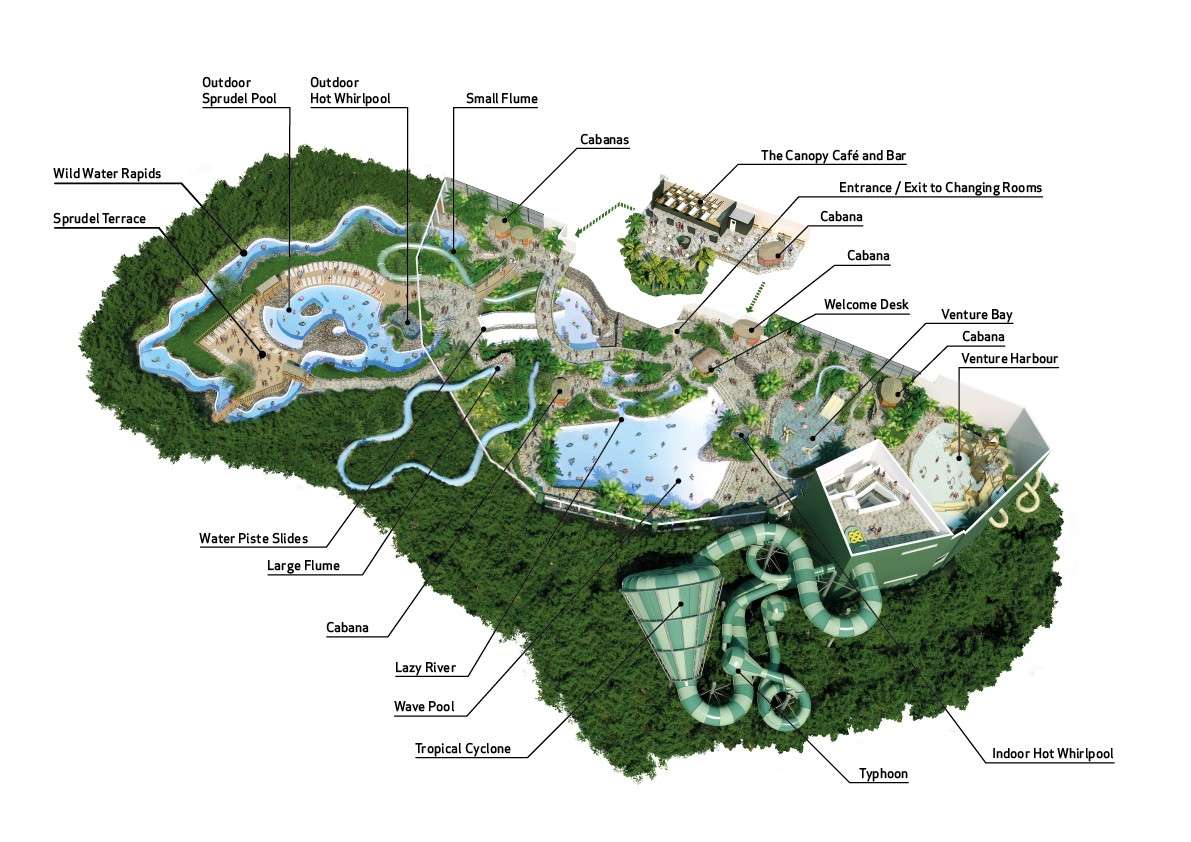 Outdoor
Sprudel Pool
Outdoor
Hot Whirlpool
Small Flume
Cabanas
The Canopy Café and Bar
Wild Water Rapids
Entrance / Exit to Changing Rooms
Sprudel Terrace
Cabana
Cabana
Welcome Desk
Venture Bay
Cabana
Venture Harbour
Water Piste Slides
Large Flume
Cabana
Lazy River
Wave Pool
Tropical Cyclone
Indoor Hot Whirlpool
Typhoon